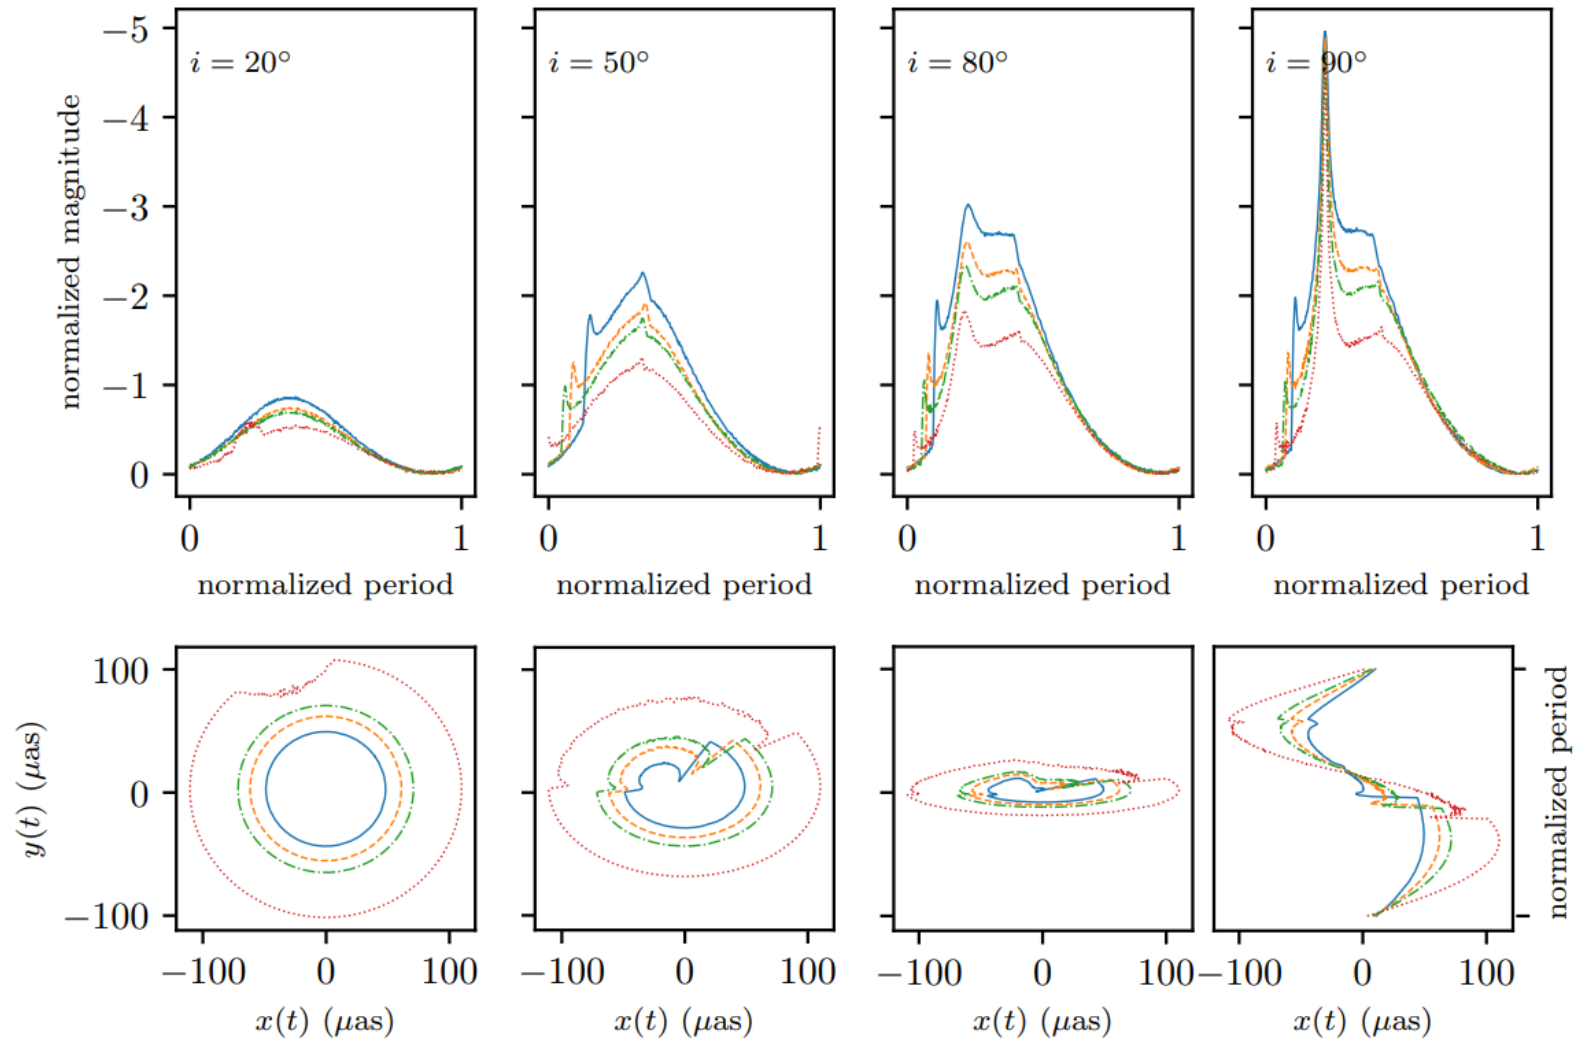 normalized magnitude
−5
−4
−3
−2
−1
0
i = 20°
i = 50°
i = 80°
i = 90°
0 1 0 1 0 1 0 1
normalized period normalized period normalized period normalized period
y(t) (μas)
100
0
−100
normalized period
−100 0 100 −100 0 100 −100 0 100 −100 0 100
x(t) (μas) x(t) (μas) x(t) (μas) x(t) (μas)